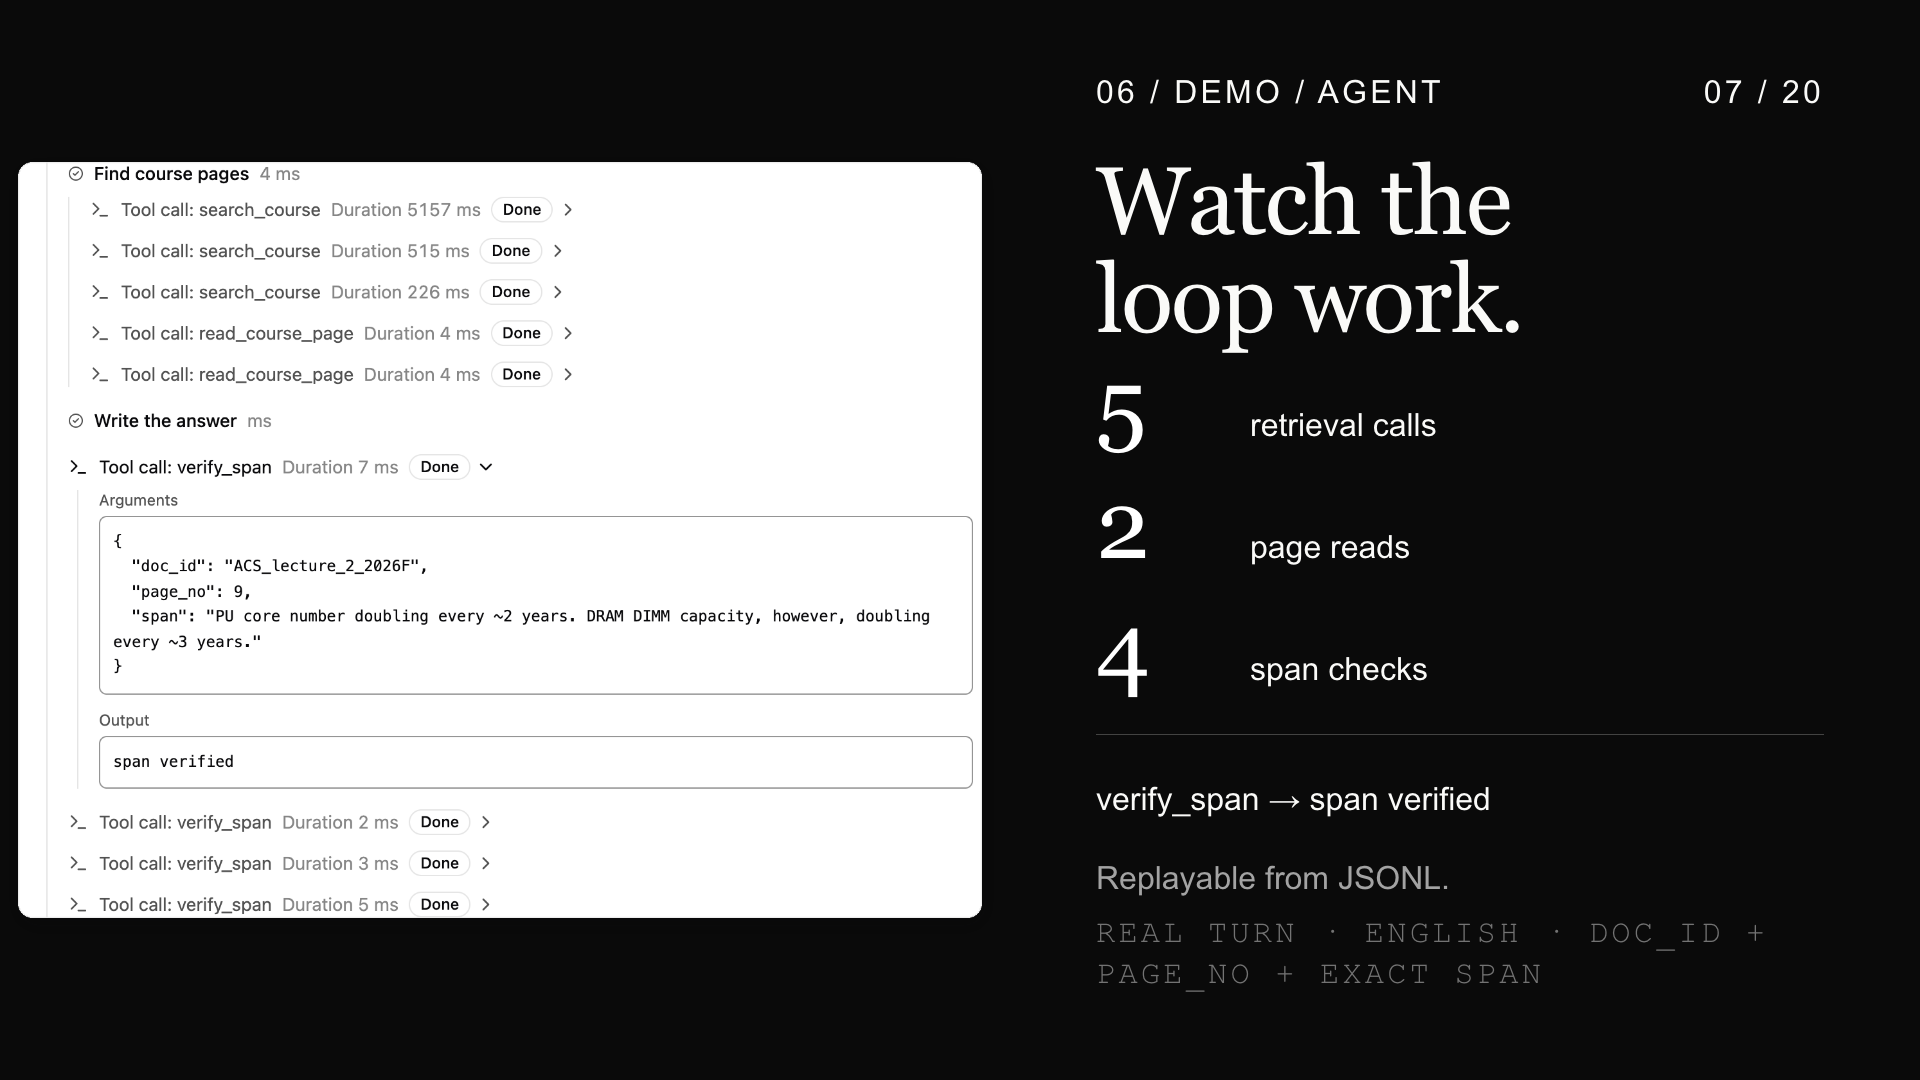 06 / DEMO / AGENT
07 / 20
Find course pages 4 ms
Tool call: search_course Duration 5157 ms Done
Tool call: search_course Duration 515 ms Done
Tool call: search_course Duration 226 ms Done
Tool call: read_course_page Duration 4 ms Done
Tool call: read_course_page Duration 4 ms Done
Write the answer ms
Tool call: verify_span Duration 7 ms Done
Arguments
{
"doc_id": "ACS_lecture_2_2026F",
"page_no": 9,
"span": "PU core number doubling every ~2 years. DRAM DIMM capacity, however, doubling
every ~3 years."
}
Output
span verified
Tool call: verify_span Duration 2 ms Done
Tool call: verify_span Duration 3 ms Done
Tool call: verify_span Duration 5 ms Done
Watch the
loop work.
5 retrieval calls
2 page reads
4 span checks
verify_span → span verified
Replayable from JSONL.
REAL TURN · ENGLISH · DOC_ID +
PAGE_NO + EXACT SPAN